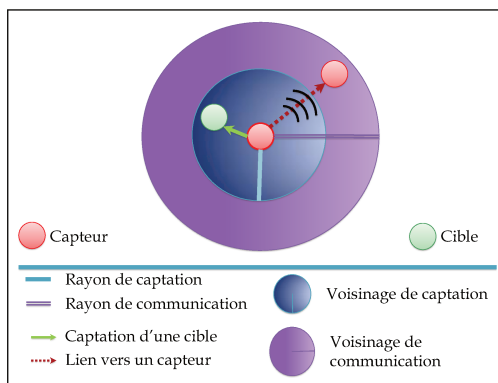 Capteur
Cible
Rayon de captation
Rayon de communication
Voisinage de captation
Captation d'une cible
Lien vers un capteur
Voisinage de
communication